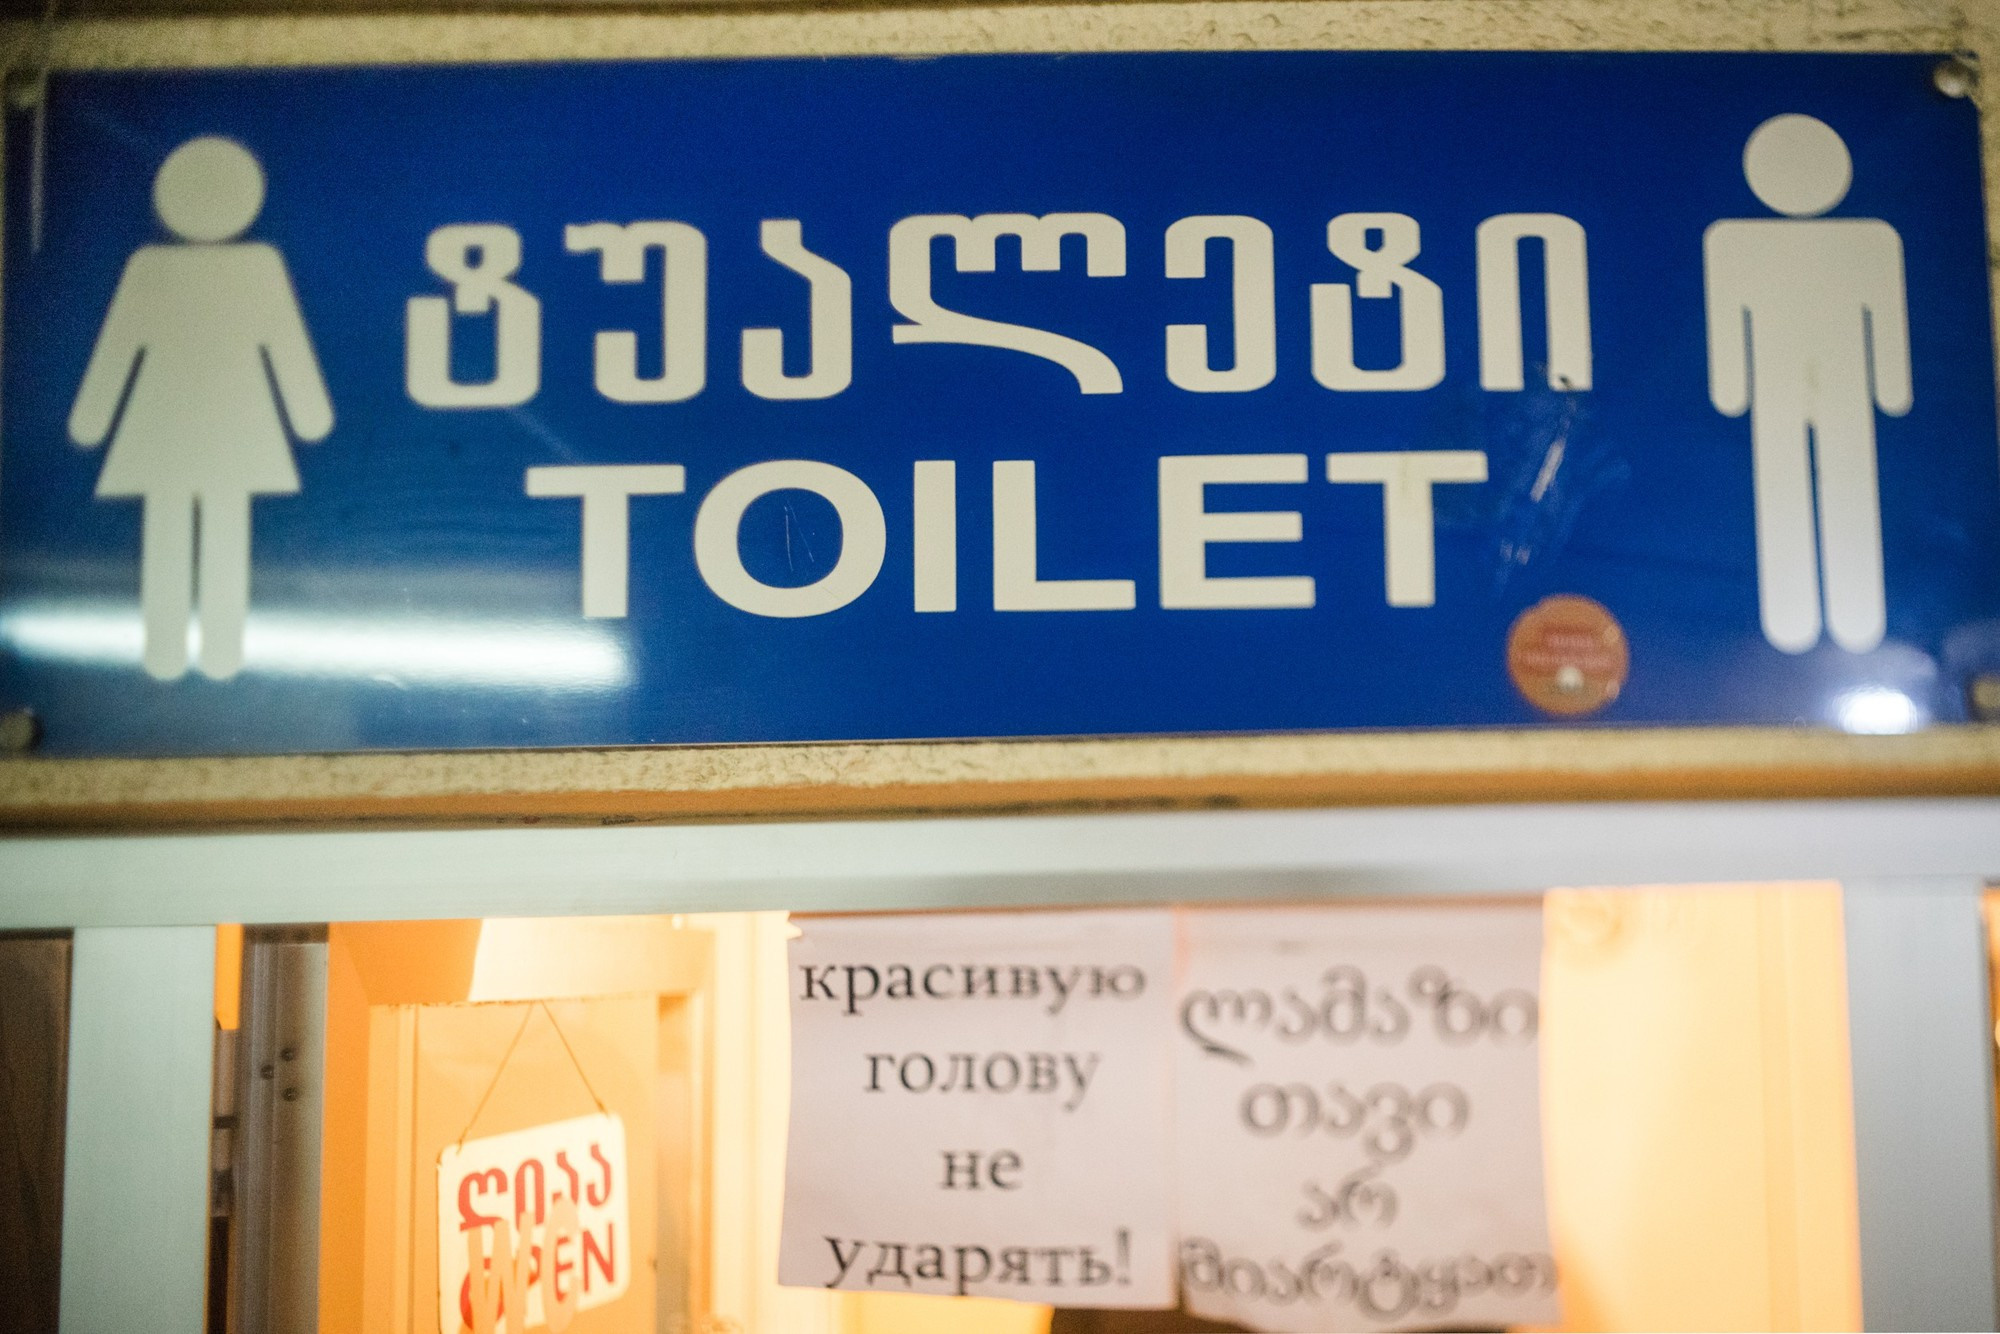 ტუალეტი
TOILET
красивую
голову
не
ударять!
ლამაზი
თავი
არ
მიარტყათ
ღიაა
OPEN